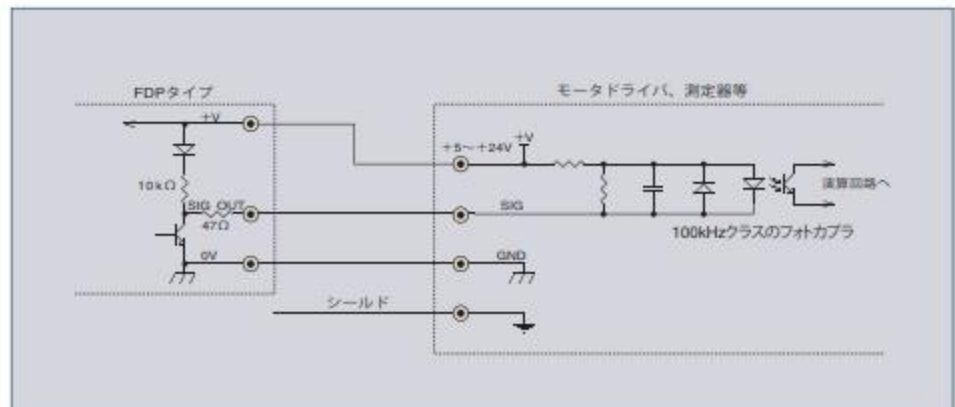 FDPタイプ
モータドライバ、測定器等
+V
+5～+24V
+V
10kΩ
SIG_OUT
47Ω
SIG
演算回路へ
100kHzクラスのフォトカプラ
0V
GND
シールド